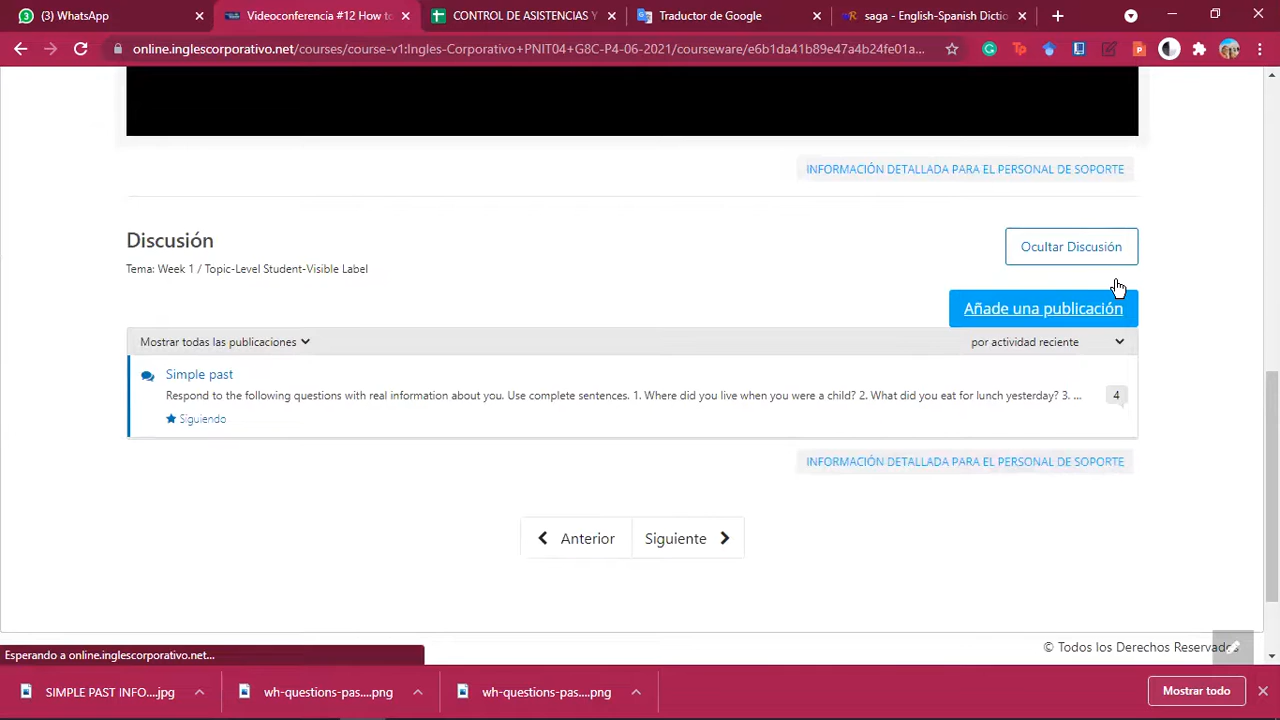 (3) WhatsApp
Videoconferencia #12 How to
CONTROL DE ASISTENCIAS Y
Traductor de Google
saga - English-Spanish Dictio
online.inglescorporativo.net/courses/course-v1:Ingles-Corporativo+PNIT04+G8C-P4-06-2021/courseware/e6b1da41b89e47a4b24fe01a...
INFORMACIÓN DETALLADA PARA EL PERSONAL DE SOPORTE
Discusión
Ocultar Discusión
Tema: Week 1 / Topic-Level Student-Visible Label
Añade una publicación
Mostrar todas las publicaciones
por actividad reciente
Simple past
Respond to the following questions with real information about you. Use complete sentences. 1. Where did you live when you were a child? 2. What did you eat for lunch yesterday? 3. ...
4
Siguiendo
INFORMACIÓN DETALLADA PARA EL PERSONAL DE SOPORTE
Anterior
Siguiente
© Todos los Derechos Reservados
Esperando a online.inglescorporativo.net...
SIMPLE PAST INFO....jpg
wh-questions-pas....png
wh-questions-pas....png
Mostrar todo